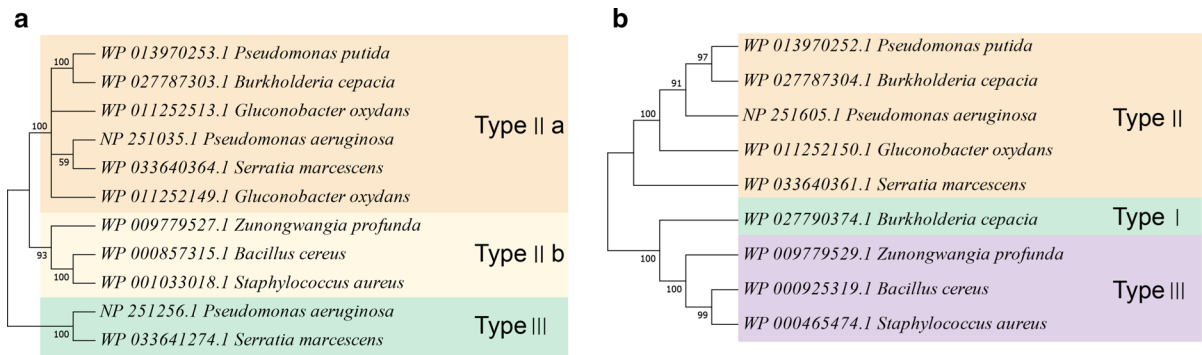 a
100
WP 013970253.1 Pseudomonas putida
WP 027787303.1 Burkholderia cepacia
WP 011252513.1 Gluconobacter oxydans
100
NP 251035.1 Pseudomonas aeruginosa
59
WP 033640364.1 Serratia marcescens
WP 011252149.1 Gluconobacter oxydans
Type II a
WP 009779527.1 Zunongwangia profunda
93
WP 000857315.1 Bacillus cereus
100
WP 001033018.1 Staphylococcus aureus
Type II b
NP 251256.1 Pseudomonas aeruginosa
100
WP 033641274.1 Serratia marcescens
Type III
b
97
WP 013970252.1 Pseudomonas putida
91
WP 027787304.1 Burkholderia cepacia
100
NP 251605.1 Pseudomonas aeruginosa
WP 011252150.1 Gluconobacter oxydans
WP 033640361.1 Serratia marcescens
Type II
WP 027790374.1 Burkholderia cepacia
Type I
100
WP 009779529.1 Zunongwangia profunda
100
WP 000925319.1 Bacillus cereus
99
WP 000465474.1 Staphylococcus aureus
Type III